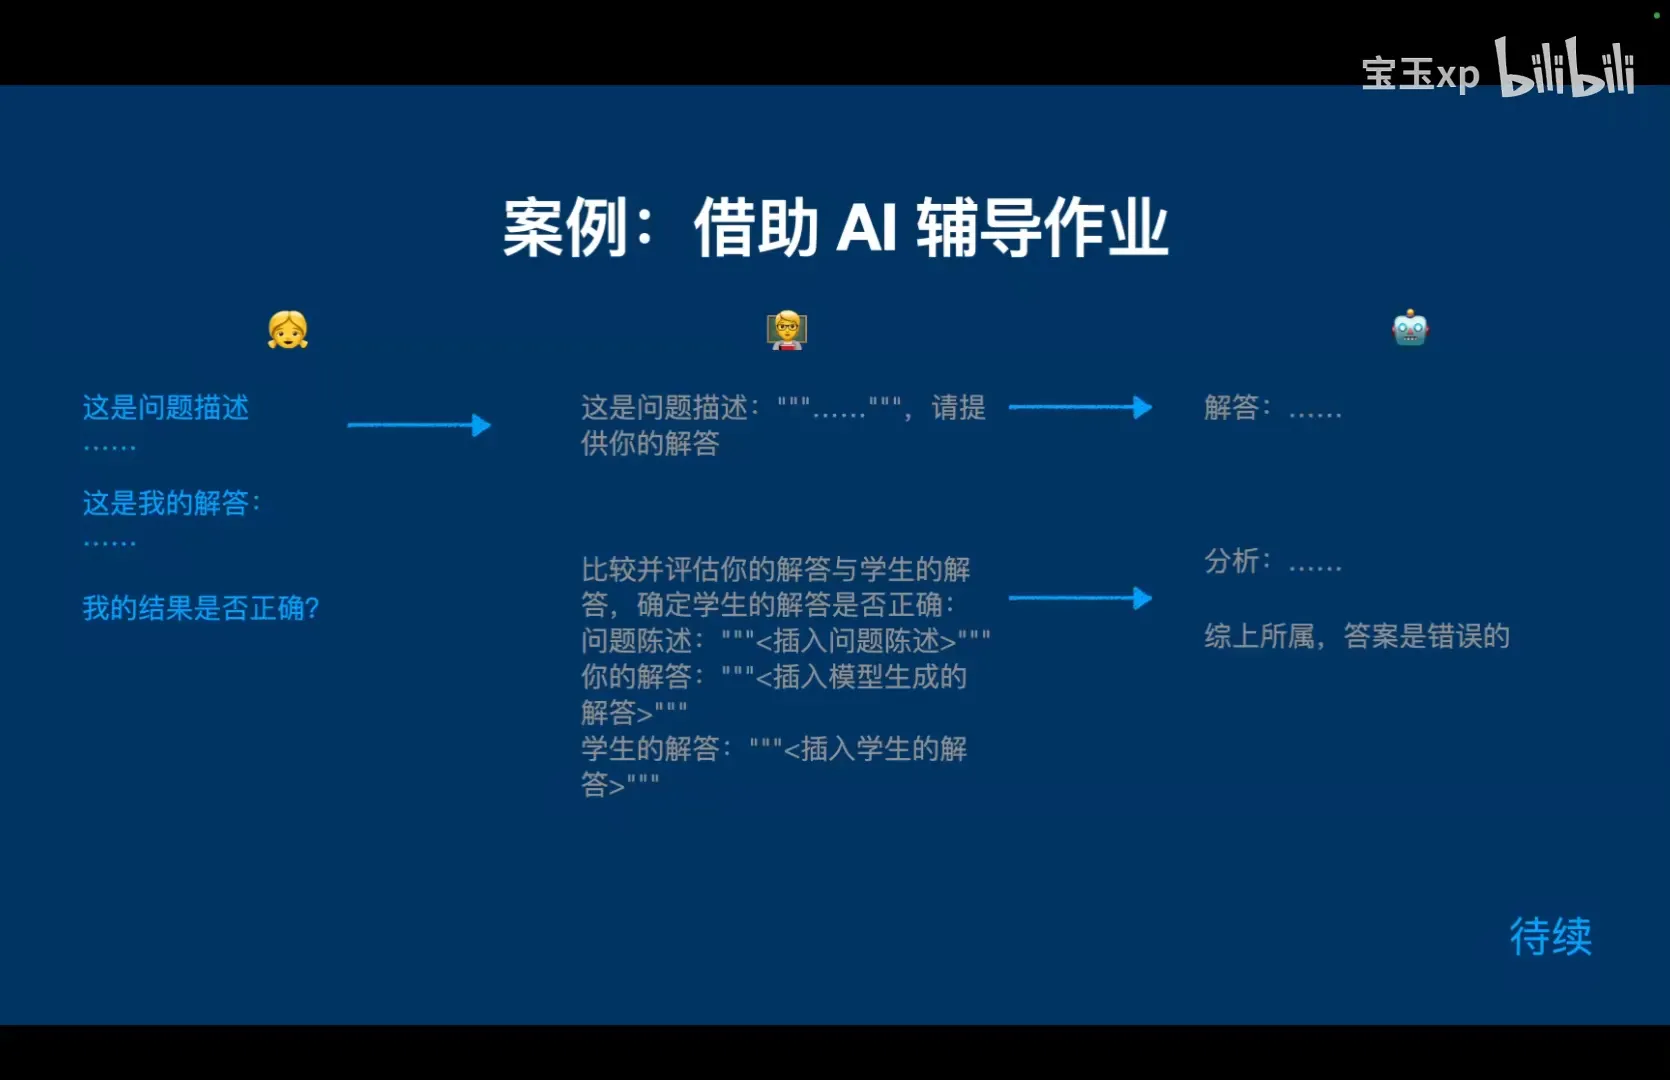 宝玉xp bilibili
案例：借助 AI 辅导作业
这是问题描述
……
这是我的解答：
……
我的结果是否正确？
这是问题描述："""……"""，请提
供你的解答
比较并评估你的解答与学生的解
答，确定学生的解答是否正确：
问题陈述："""<插入问题陈述>"""
你的解答："""<插入模型生成的
解答>"""
学生的解答："""<插入学生的解
答>"""
解答：……
分析：……
综上所属，答案是错误的
待续